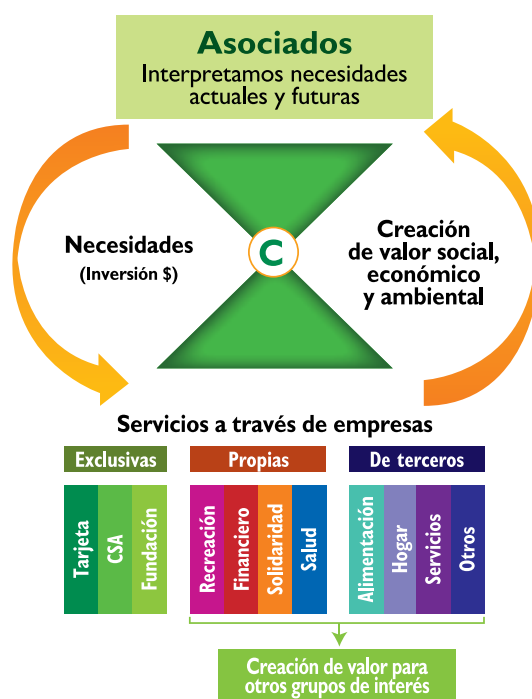 Asociados
Interpretamos necesidades
actuales y futuras
Necesidades
(Inversión $)
C
Creación
de valor social,
económico
y ambiental
Servicios a través de empresas
Exclusivas
Propias
De terceros
Tarjeta
CSA
Fundación
Recreación
Financiero
Solidaridad
Salud
Alimentación
Hogar
Servicios
Otros
Creación de valor para
otros grupos de interés